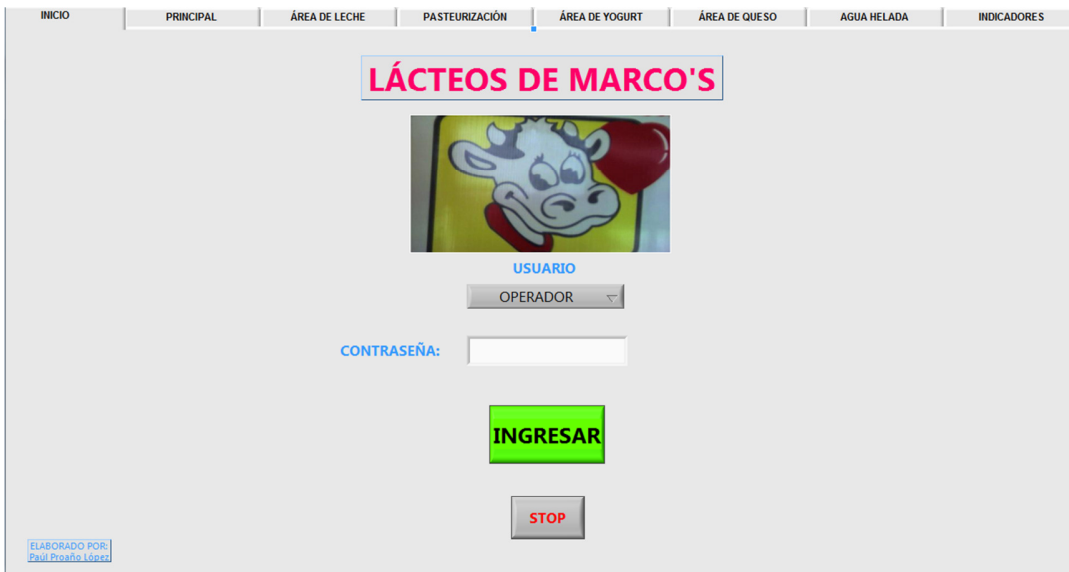 INICIO
PRINCIPAL
ÁREA DE LECHE
PASTEURIZACIÓN
ÁREA DE YOGURT
ÁREA DE QUESO
AGUA HELADA
INDICADORES
LÁCTEOS DE MARCO'S
USUARIO
OPERADOR
CONTRASEÑA:
INGRESAR
STOP
ELABORADO POR:
Paúl Proaño López